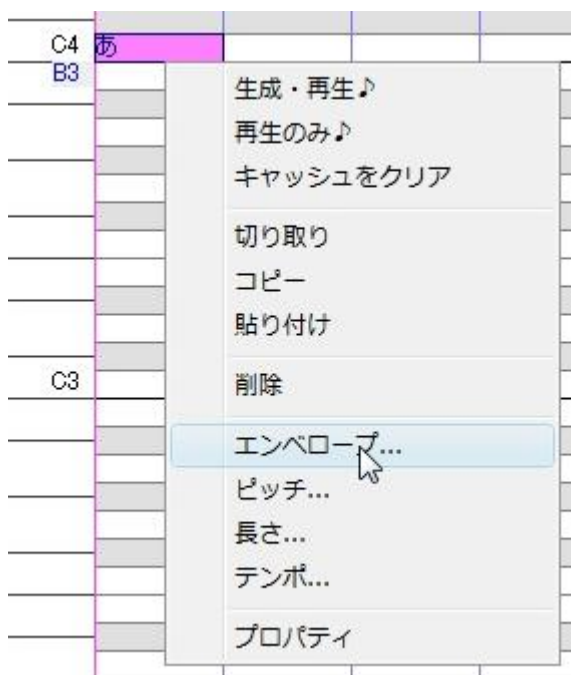 C4 あ
B3
生成・再生♪
再生のみ♪
キャッシュをクリア
切り取り
コピー
貼り付け
C3
削除
エンベロープ...
ピッチ...
長さ...
テンポ...
プロパティ